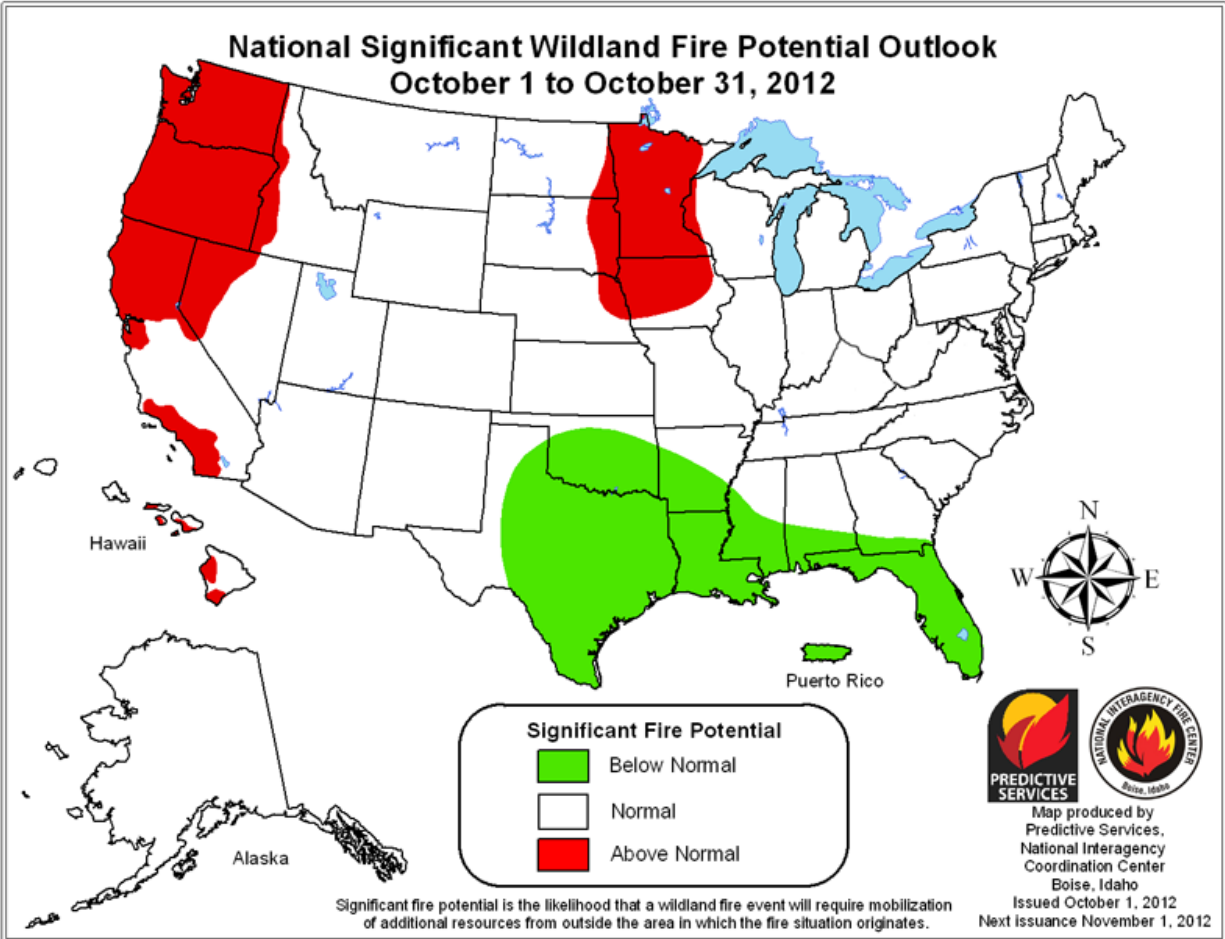 National Significant Wildland Fire Potential Outlook
October 1 to October 31, 2012
Hawaii
N
W
E
S
Puerto Rico
Alaska
Significant Fire Potential
Below Normal
Normal
Above Normal
PREDICTIVE
SERVICES
NATIONAL INTERAGENCY FIRE CENTER
Boise, Idaho
Map produced by
Predictive Services,
National Interagency
Coordination Center
Boise, Idaho
Issued October 1, 2012
Next issuance November 1, 2012
Significant fire potential is the likelihood that a wildland fire event will require mobilization
of additional resources from outside the area in which the fire situation originates.